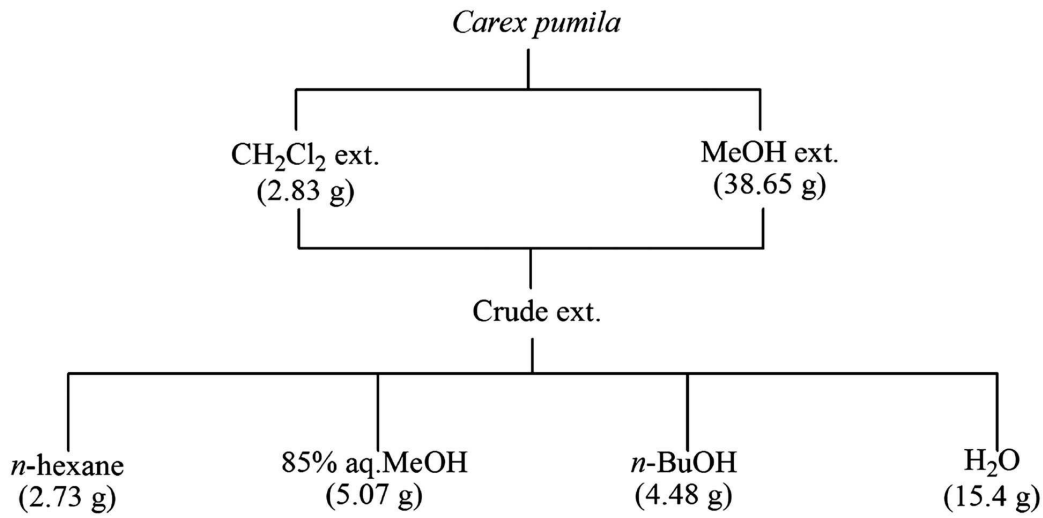 Carex pumila
CH₂Cl₂ ext.
(2.83 g)
MeOH ext.
(38.65 g)
Crude ext.
n-hexane
(2.73 g)
85% aq.MeOH
(5.07 g)
n-BuOH
(4.48 g)
H₂O
(15.4 g)